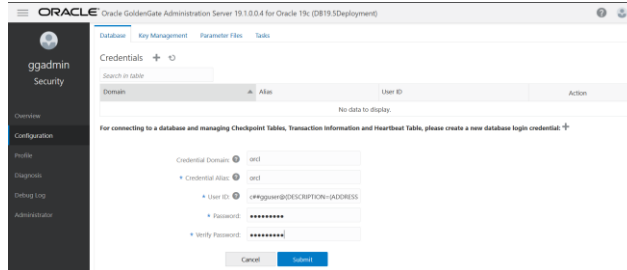 ORACLE Oracle GoldenGate Administration Server 19.1.0.0.4 for Oracle 19c (DB19.5Deployment)
ggadmin
Security
Overview
Configuration
Profile
Diagnosis
Debug Log
Administrator
Database Key Management Parameter Files Tasks
Credentials
Search in table
Domain Alias User ID Action
No data to display.
For connecting to a database and managing Checkpoint Tables, Transaction Information and Heartbeat Table, please create a new database login credential:
Credential Domain: orcl
* Credential Alias: orcl
* User ID: c##gguser@(DESCRIPTION=(ADDRESS
* Password: •••••••••
* Verify Password: •••••••••
Cancel Submit